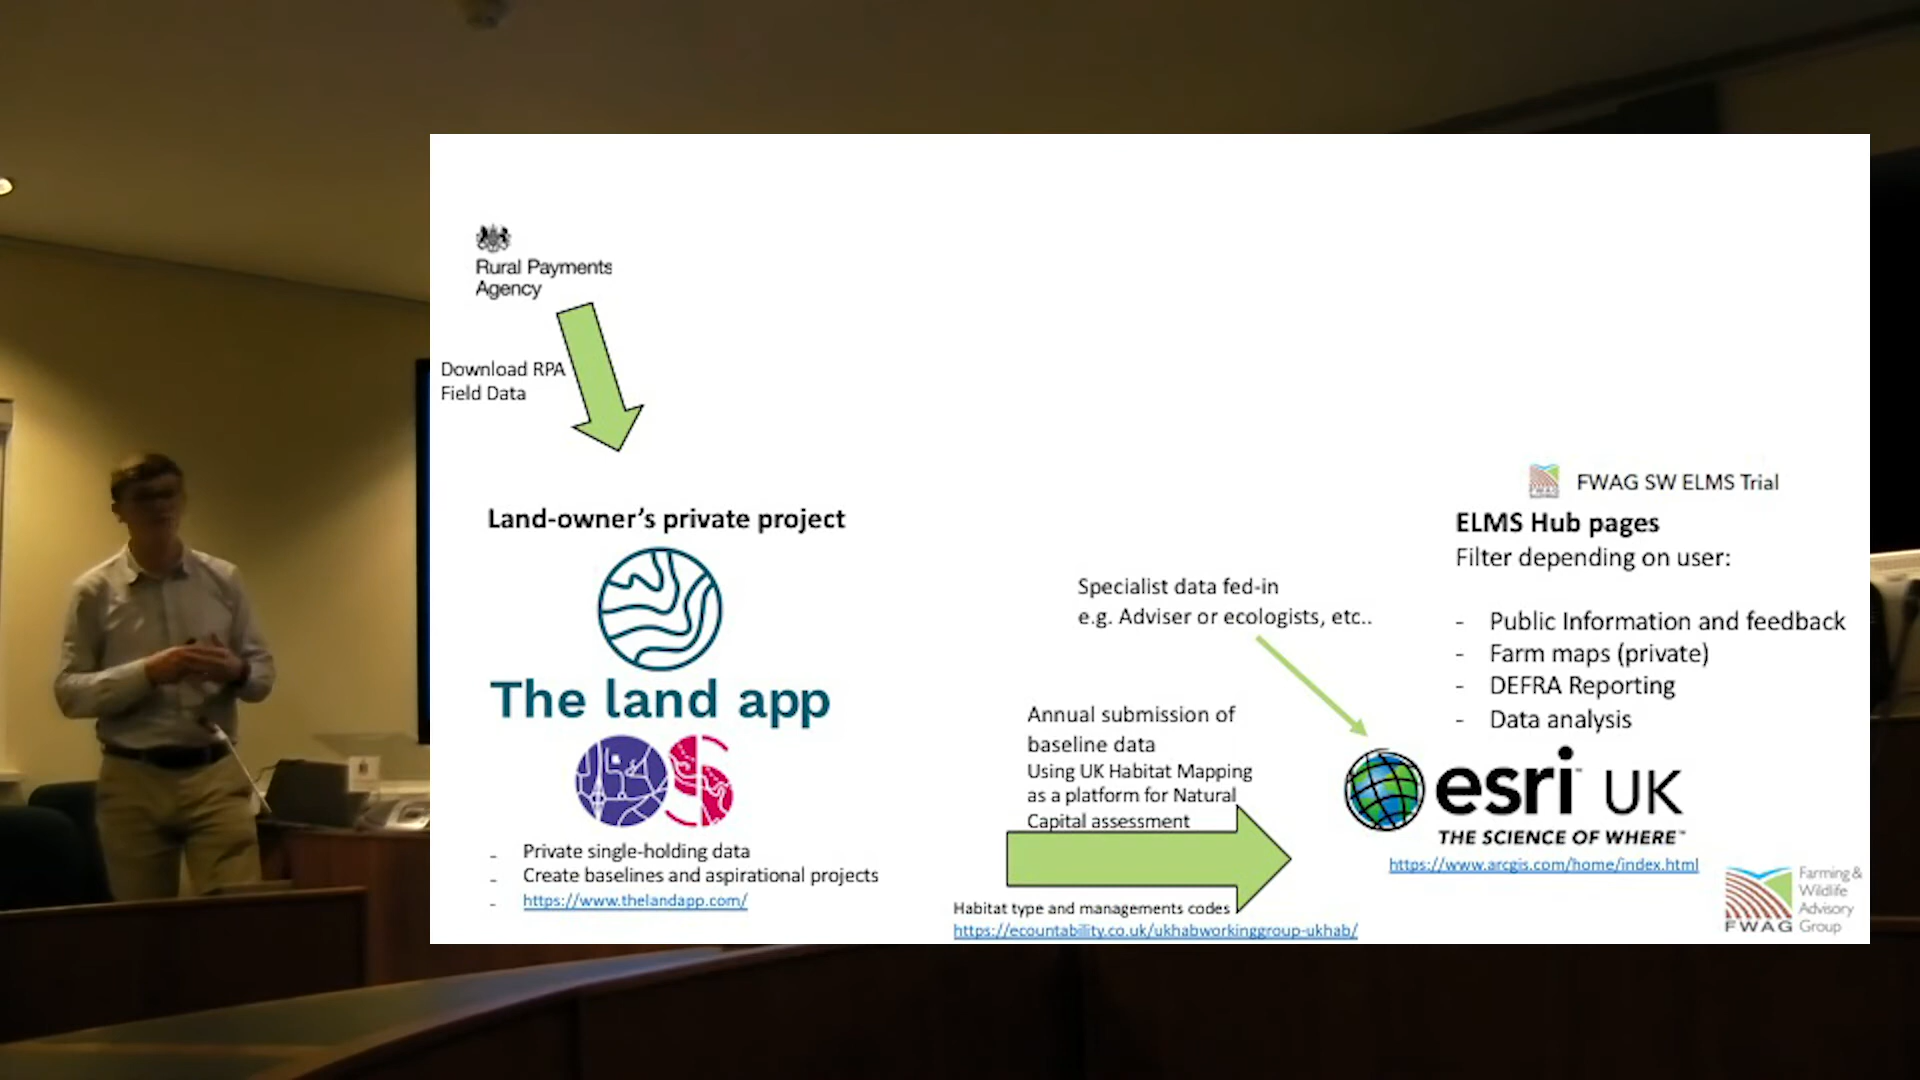 Rural Payments
Agency
Download RPA
Field Data
Land-owner's private project
The land app
OS
- Private single-holding data
- Create baselines and aspirational projects
- https://www.thelandapp.com/
Specialist data fed-in
e.g. Adviser or ecologists, etc..
Annual submission of
baseline data
Using UK Habitat Mapping
as a platform for Natural
Capital assessment
Habitat type and managements codes
https://ecountability.co.uk/ukhabworkinggroup-ukhab/
FWAG SW ELMS Trial
ELMS Hub pages
Filter depending on user:
- Public Information and feedback
- Farm maps (private)
- DEFRA Reporting
- Data analysis
esri UK
THE SCIENCE OF WHERE™
https://www.arcgis.com/home/index.html
Farming &
Wildlife
Advisory
FWAG Group